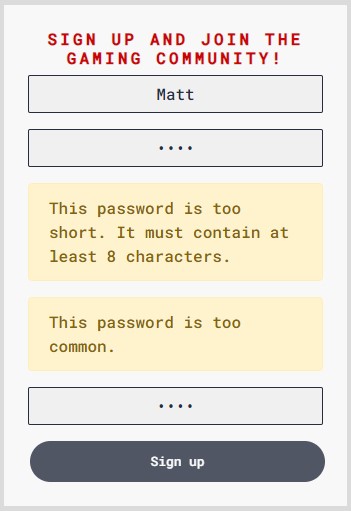 SIGN UP AND JOIN THE
GAMING COMMUNITY!
Matt
••••
This password is too
short. It must contain at
least 8 characters.
This password is too
common.
••••
Sign up